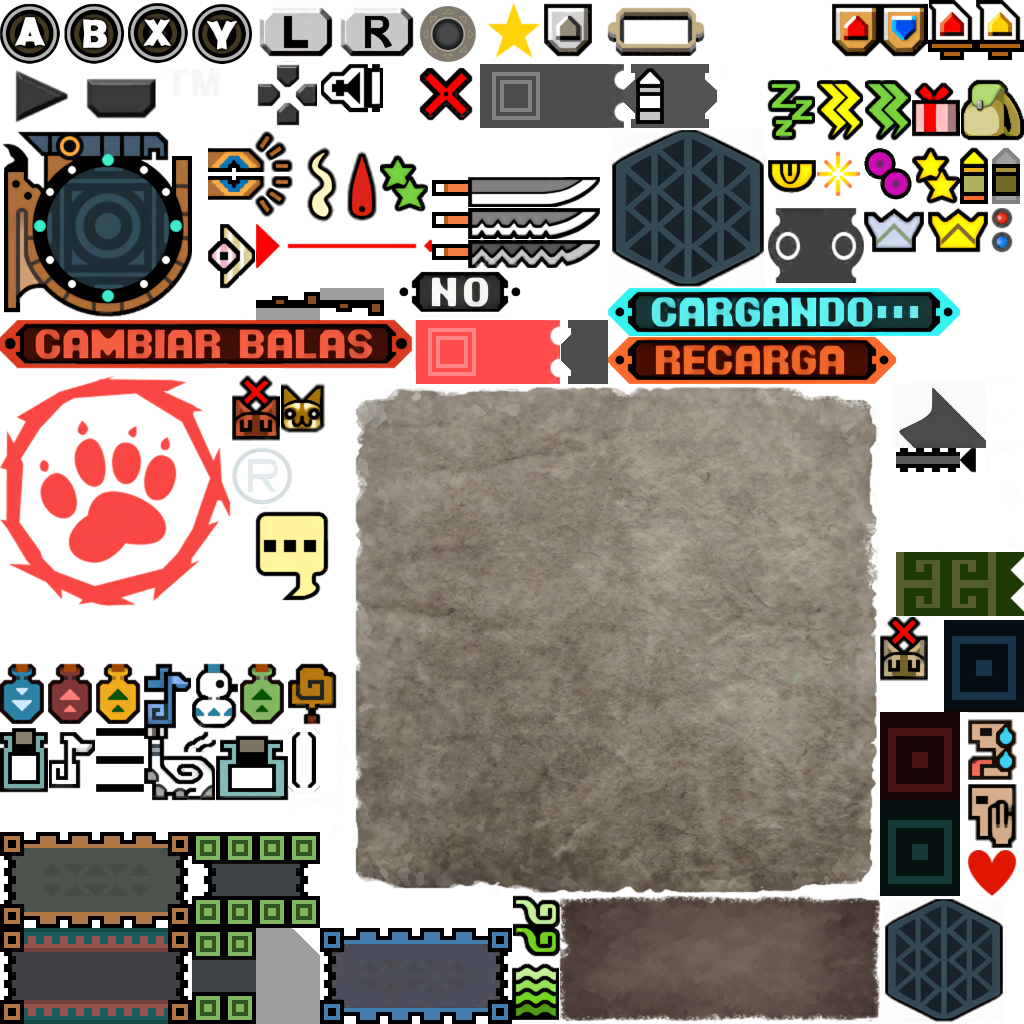 A B X Y L R
TM
NO
CARGANDO...
CAMBIAR BALAS
RECARGA
®